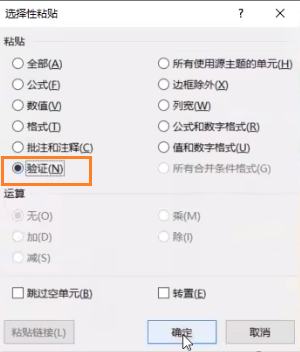 选择性粘贴 ? ×
粘贴
全部(A) 所有使用源主题的单元(H)
公式(F) 边框除外(X)
数值(V) 列宽(W)
格式(T) 公式和数字格式(R)
批注和注释(C) 值和数字格式(U)
验证(N) 所有合并条件格式(G)
运算
无(O) 乘(M)
加(D) 除(I)
减(S)
跳过空单元(B) 转置(E)
粘贴链接(L) 确定 取消